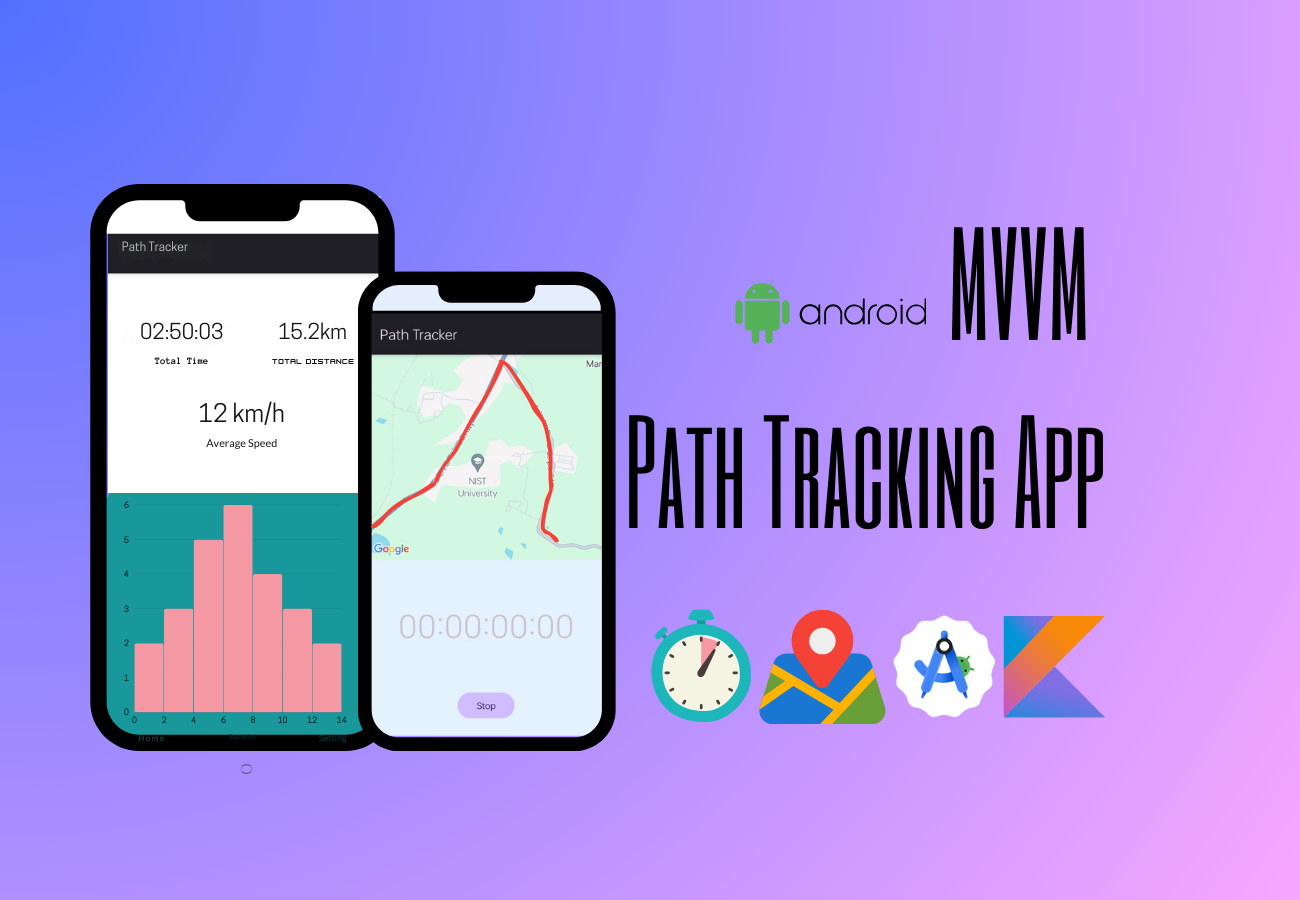 Path Tracker
02:50:03
15.2km
Total Time
TOTAL DISTANCE
12 km/h
Average Speed
6
5
4
3
2
1
0
0 2 4 6 8 10 12 14
Home
Setting
Path Tracker
Mar
NIST
University
Google
00:00:00:00
Stop
android
MVVM
Path Tracking App